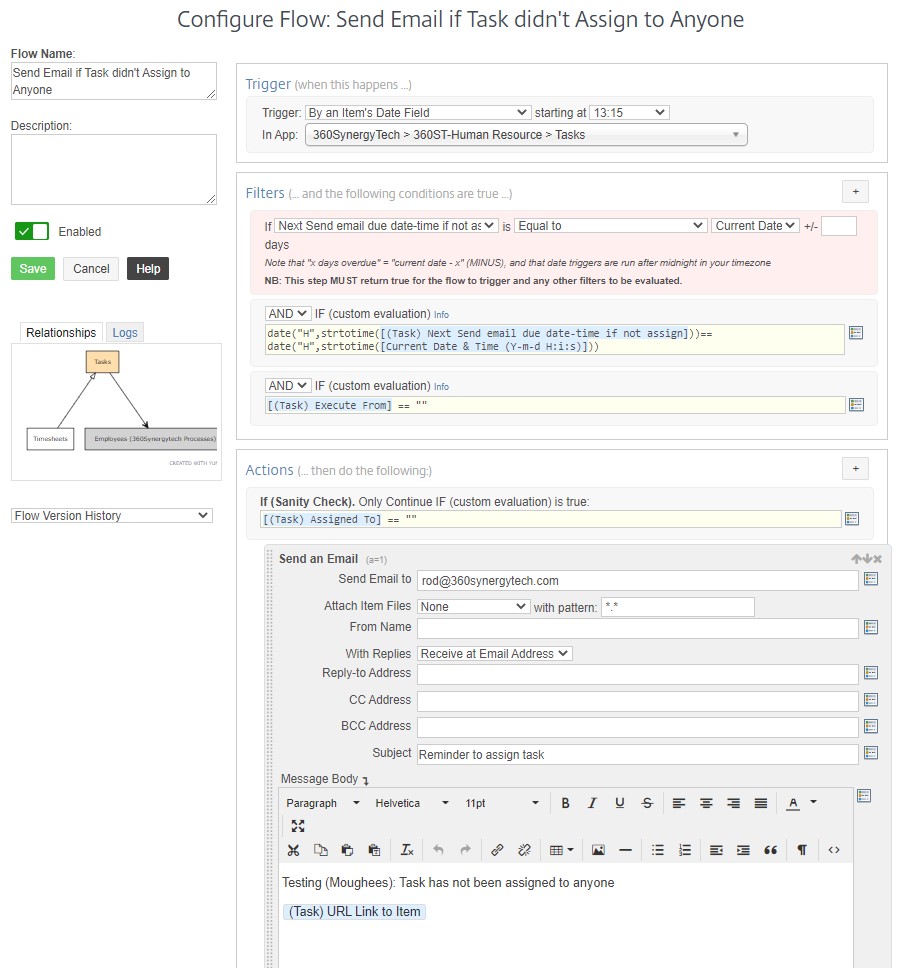 Configure Flow: Send Email if Task didn't Assign to Anyone
Flow Name:
Send Email if Task didn't Assign to
Anyone
Description:
Enabled
Save
Cancel
Help
Relationships
Logs
Tasks
Timesheets
Employees (360Synergytech Processes)
CREATED WITH YUF
Flow Version History
Trigger (when this happens ...)
Trigger: By an Item's Date Field starting at 13:15
In App: 360SynergyTech > 360ST-Human Resource > Tasks
Filters (... and the following conditions are true ...)
+
If Next Send email due date-time if not as is Equal to Current Date +/-
days
Note that "x days overdue" = "current date - x" (MINUS), and that date triggers are run after midnight in your timezone
NB: This step MUST return true for the flow to trigger and any other filters to be evaluated.
AND IF (custom evaluation) Info
date("H",strtotime([(Task) Next Send email due date-time if not assign]))==
date("H",strtotime([Current Date & Time (Y-m-d H:i:s)]))
AND IF (custom evaluation) Info
[(Task) Execute From] == ""
Actions (... then do the following:)
+
If (Sanity Check). Only Continue IF (custom evaluation) is true:
[(Task) Assigned To] == ""
Send an Email (a=1)
Send Email to rod@360synergytech.com
Attach Item Files None with pattern: *.*
From Name
With Replies Receive at Email Address
Reply-to Address
CC Address
BCC Address
Subject Reminder to assign task
Message Body
Paragraph Helvetica 11pt B I U S A
Testing (Moughees): Task has not been assigned to anyone
(Task) URL Link to Item